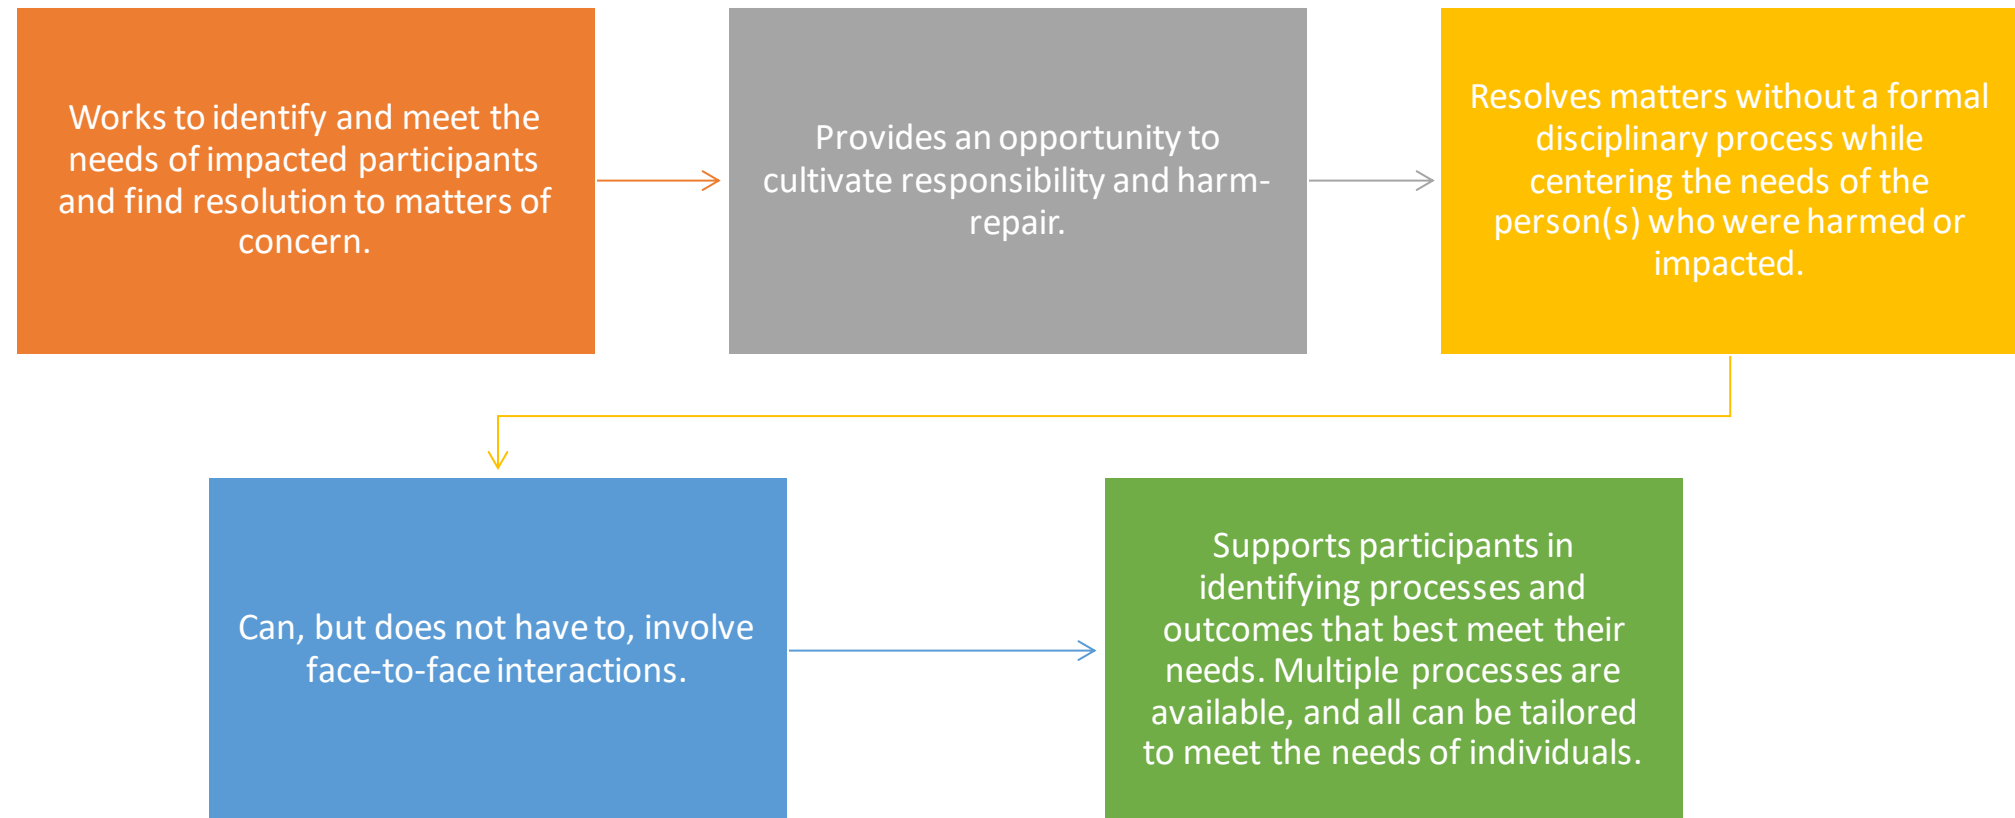 Works to identify and meet the
needs of impacted participants
and find resolution to matters of
concern.
Provides an opportunity to
cultivate responsibility and harm-
repair.
Resolves matters without a formal
disciplinary process while
centering the needs of the
person(s) who were harmed or
impacted.
Can, but does not have to, involve
face-to-face interactions.
Supports participants in
identifying processes and
outcomes that best meet their
needs. Multiple processes are
available, and all can be tailored
to meet the needs of individuals.